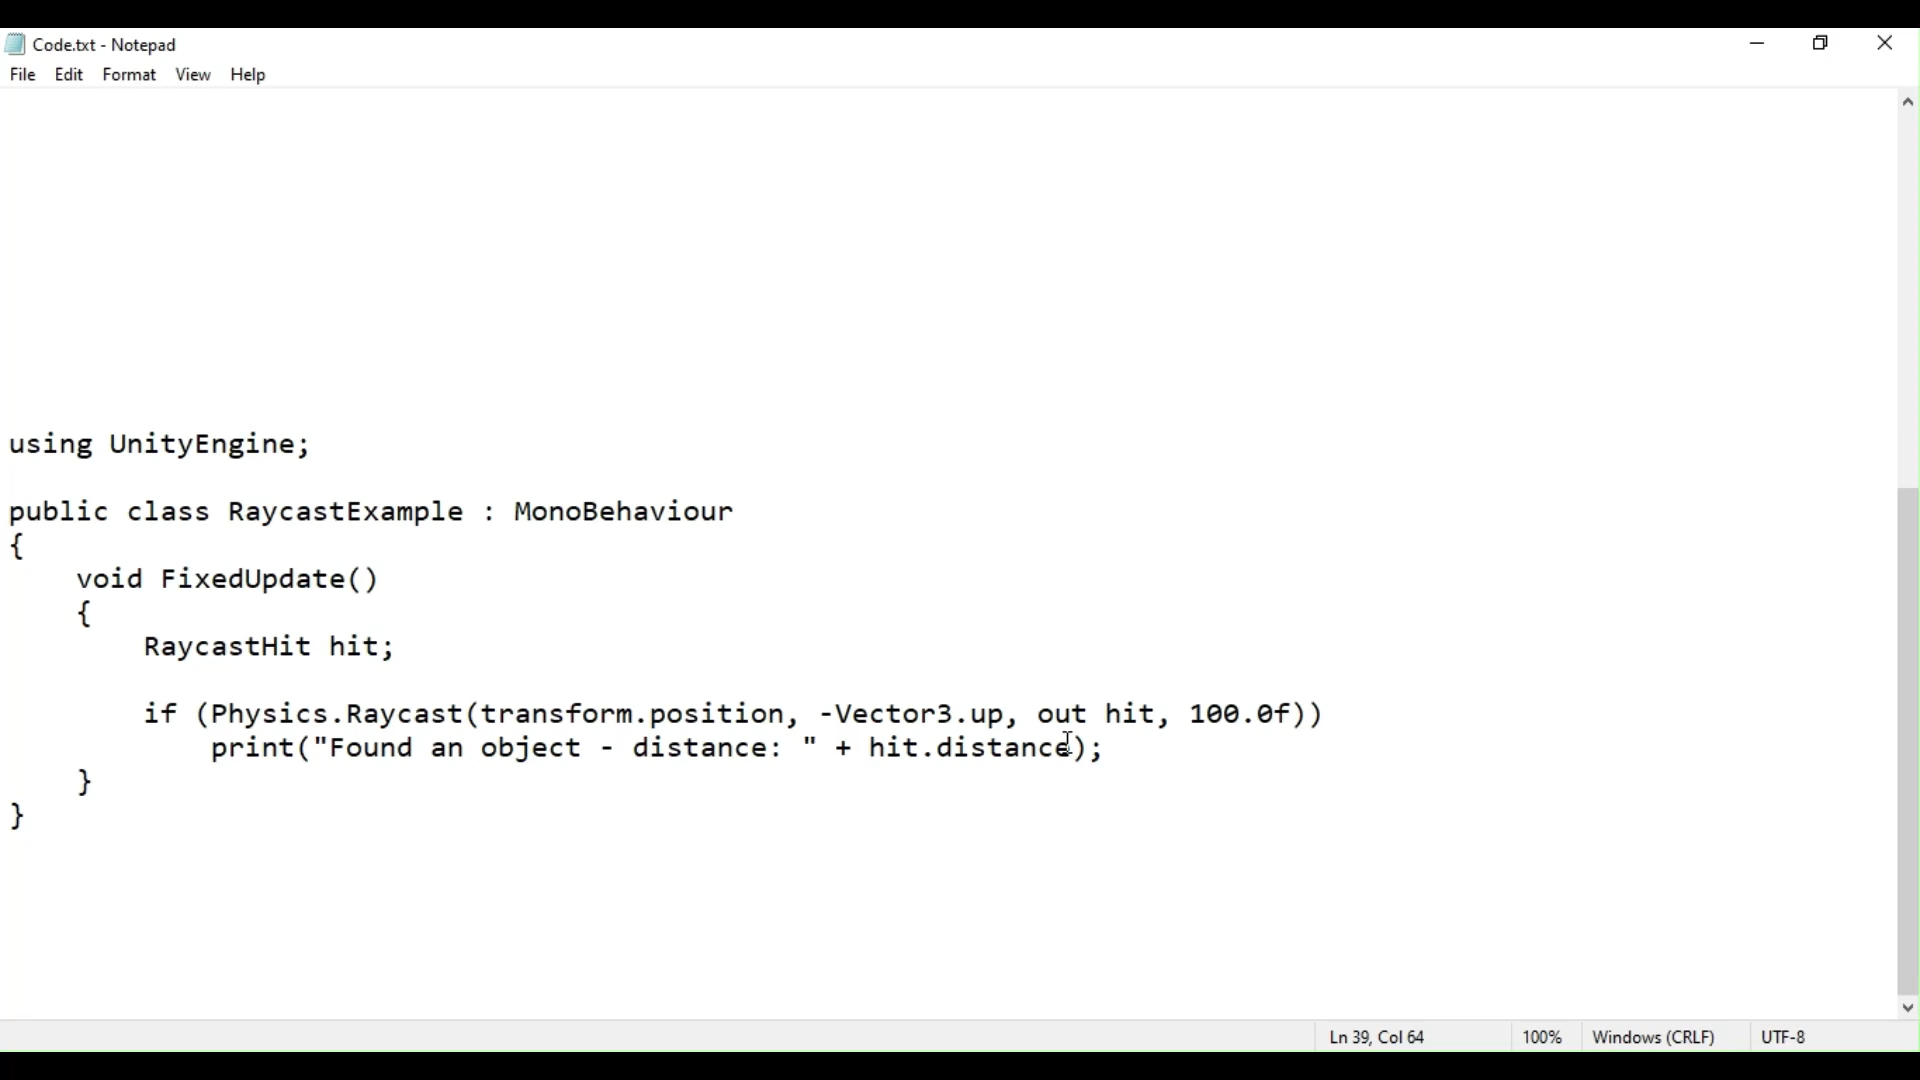 Code.txt - Notepad
File Edit Format View Help
using UnityEngine;
public class RaycastExample : MonoBehaviour
{
    void FixedUpdate()
    {
        RaycastHit hit;
        if (Physics.Raycast(transform.position, -Vector3.up, out hit, 100.0f))
            print("Found an object - distance: " + hit.distance);
    }
}
Ln 39, Col 64 100% Windows (CRLF) UTF-8